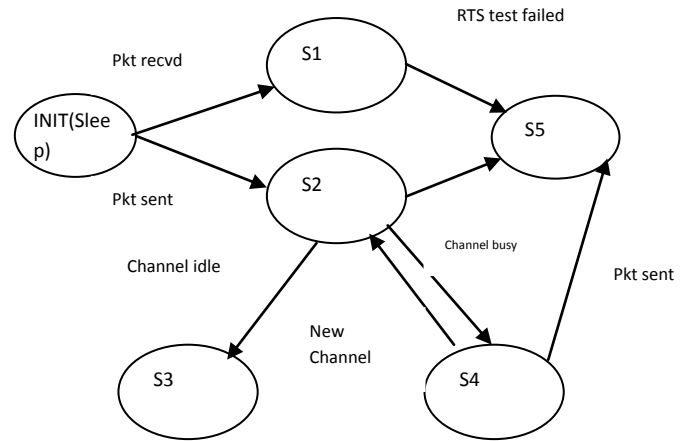 RTS test failed
Pkt recvd
S1
INIT(Slee
p)
S5
S2
Pkt sent
Channel busy
Channel idle
Pkt sent
New
Channel
S3
S4